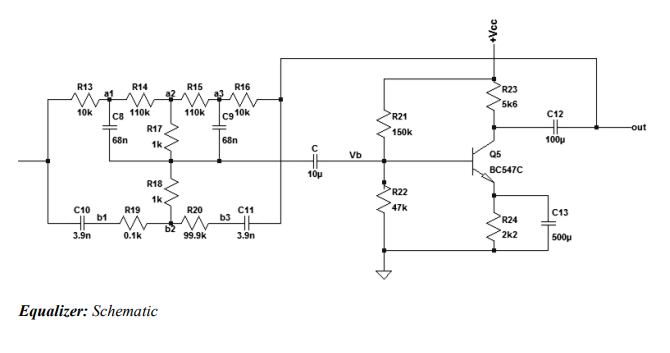 +Vcc
R13
a1
R14
a2
R15
a3
R16
10k
C8
110k
110k
C9
10k
R23
5k6
68n
R17
1k
68n
R21
150k
C12
100µ
out
C
Vb
10µ
Q5
BC547C
R18
1k
R22
47k
C10
b1
R19
b2
R20
b3
C11
3.9n
0.1k
99.9k
3.9n
R24
2k2
C13
500µ
Equalizer: Schematic